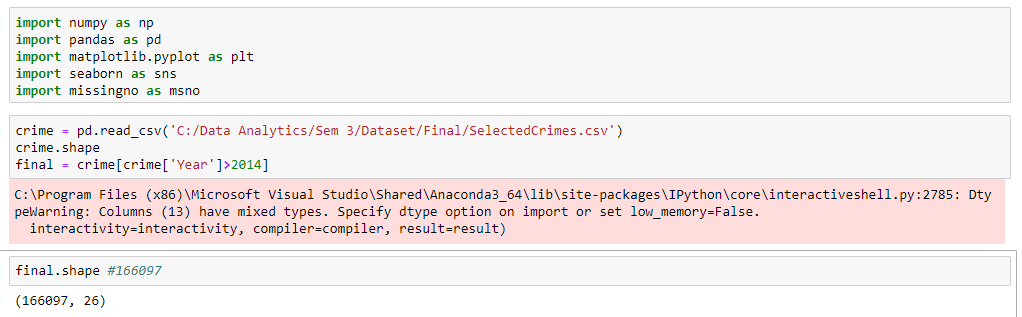 import numpy as np
import pandas as pd
import matplotlib.pyplot as plt
import seaborn as sns
import missingno as msno
crime = pd.read_csv('C:/Data Analytics/Sem 3/Dataset/Final/SelectedCrimes.csv')
crime.shape
final = crime[crime['Year']>2014]
C:\Program Files (x86)\Microsoft Visual Studio\Shared\Anaconda3_64\lib\site-packages\IPython\core\interactiveshell.py:2785: Dty
peWarning: Columns (13) have mixed types. Specify dtype option on import or set low_memory=False.
  interactivity=interactivity, compiler=compiler, result=result)
final.shape #166097
(166097, 26)